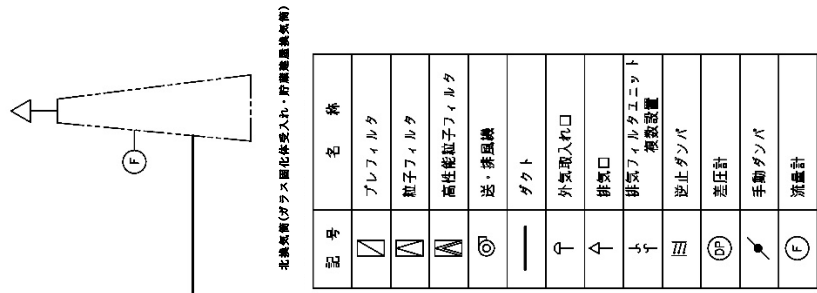 F
北換気筒(ガラス固化体受入れ・貯蔵建屋換気筒)
記 号
名 称
プレフィルタ
粒子フィルタ
高性能粒子フィルタ
送・排風機
ダクト
外気取入れ口
排気口
排気フィルタユニット
複数設置
逆止ダンパ
DP
差圧計
手動ダンパ
F
流量計